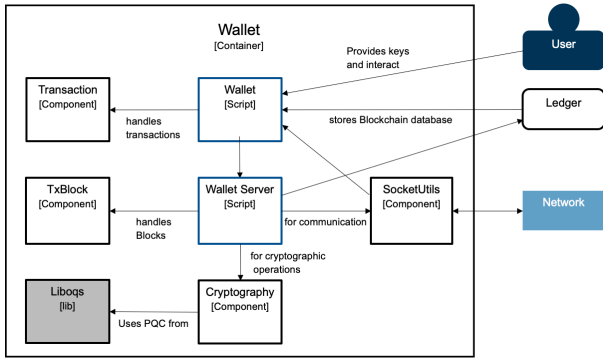 Wallet
[Container]
User
Provides keys
and interact
Transaction
[Component]
Wallet
[Script]
Ledger
handles
transactions
stores Blockchain database
TxBlock
[Component]
Wallet Server
[Script]
SocketUtils
[Component]
Network
handles
Blocks
for communication
for cryptographic
operations
Liboqs
[lib]
Cryptography
[Component]
Uses PQC from